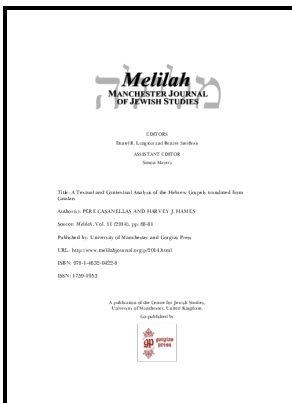 מלילה
Melilah
MANCHESTER JOURNAL
OF JEWISH STUDIES
EDITORS
Daniel R. Langton and Renate Smithuis
ASSISTANT EDITOR
Simon Mayers
Title: A Textual and Contextual Analysis of the Hebrew Gospels translated from
Catalan
Author(s): PERE CASANELLAS AND HARVEY J. HAMES
Source: Melilah, Vol. 11 (2014), pp. 68-81
Published by: University of Manchester and Gorgias Press
URL: http://www.melilahjournal.org/p/2014.html
ISBN: 978-1-4632-0422-8
ISSN: 1759-1953
A publication of the Centre for Jewish Studies,
University of Manchester, United Kingdom.
Co-published by
gp
gorgias
press